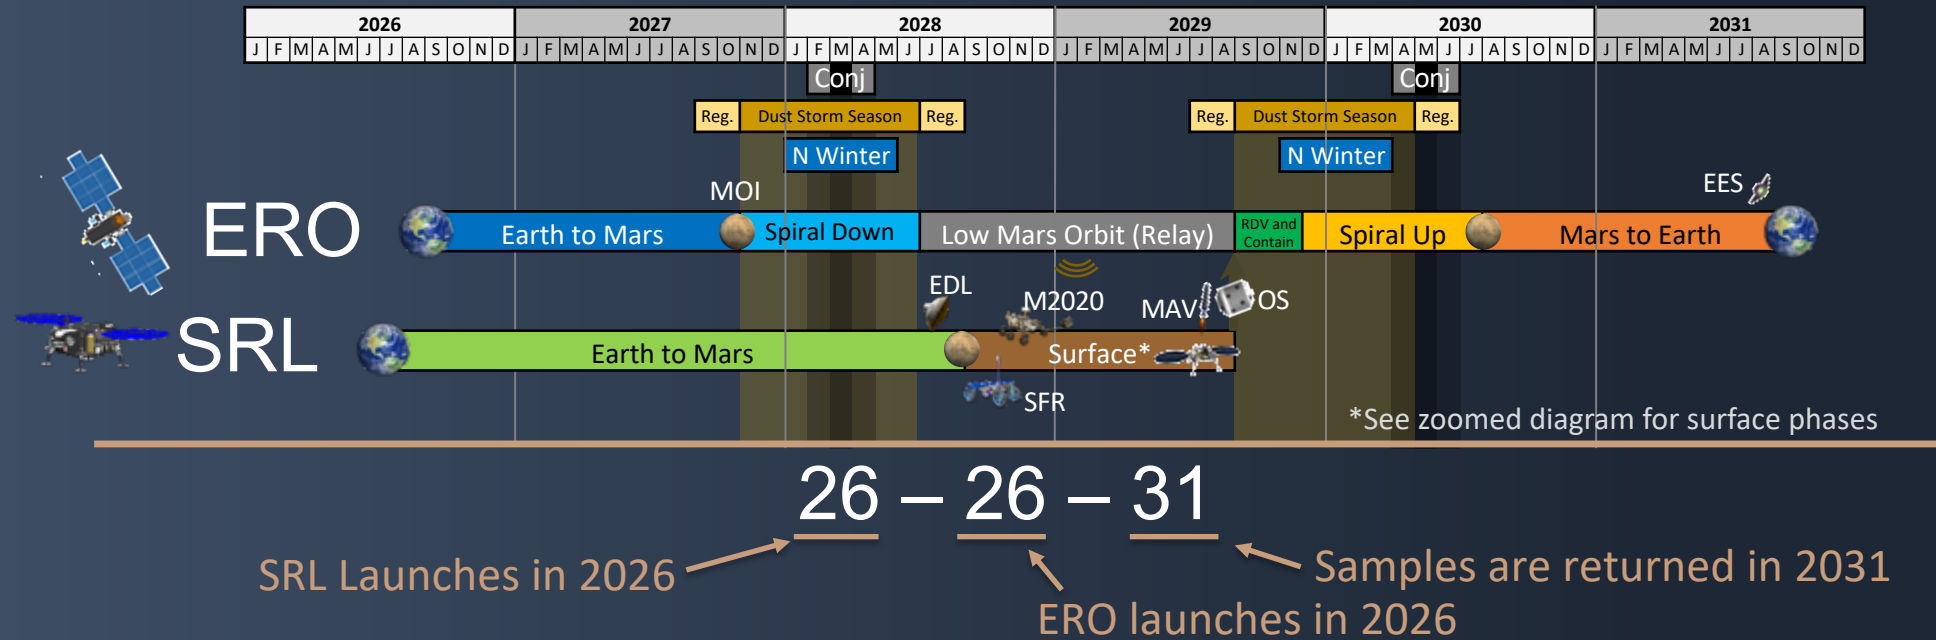 2026 2027 2028 2029 2030 2031
J F M A M J J A S O N D J F M A M J J A S O N D J F M A M J J A S O N D J F M A M J J A S O N D J F M A M J J A S O N D J F M A M J J A S O N D
Conj Conj
Reg. Dust Storm Season Reg. Reg. Dust Storm Season Reg.
N Winter N Winter
MOI EES
ERO Earth to Mars Spiral Down Low Mars Orbit (Relay) RDV and Contain Spiral Up Mars to Earth
EDL M2020 MAV OS
SRL Earth to Mars Surface*
SFR
*See zoomed diagram for surface phases
26 – 26 – 31
SRL Launches in 2026 Samples are returned in 2031
ERO launches in 2026